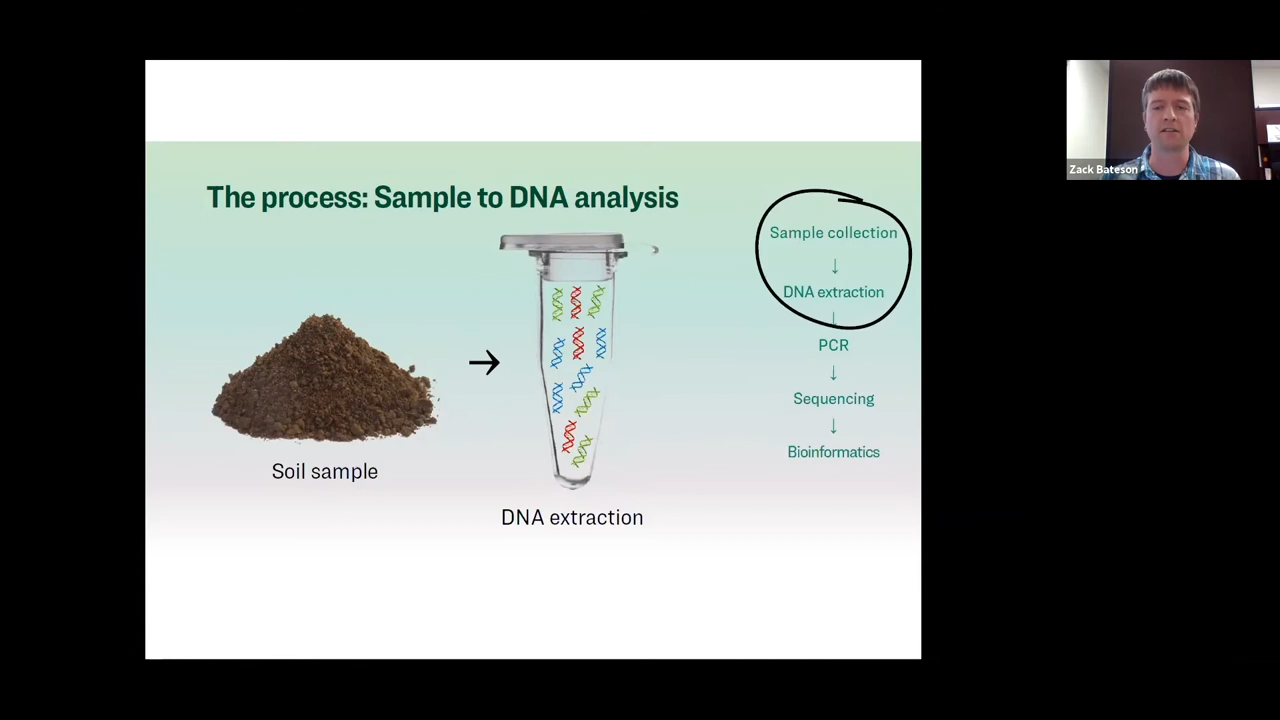 The process: Sample to DNA analysis
Sample collection
↓
DNA extraction
↓
PCR
↓
Sequencing
↓
Bioinformatics
→
Soil sample
DNA extraction
Zack Bateson